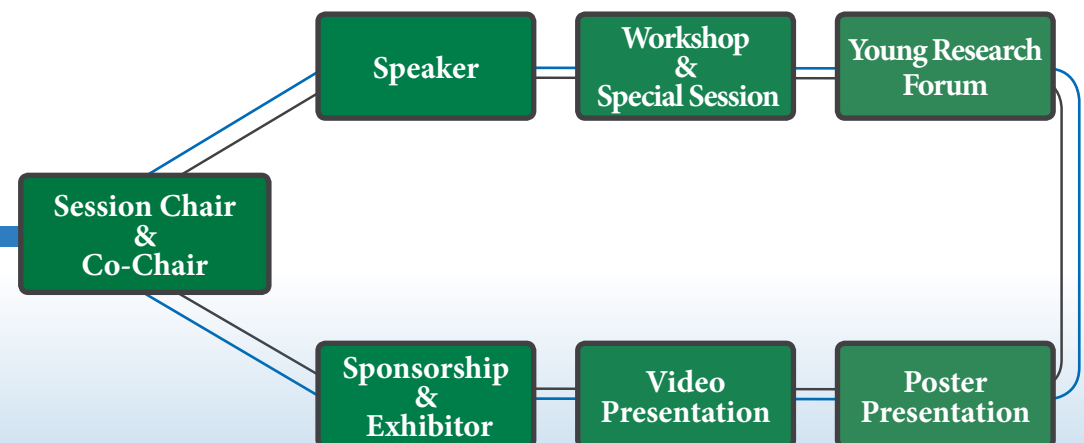 Speaker
Workshop
&
Special Session
Young Research
Forum
Session Chair
&
Co-Chair
Sponsorship
&
Exhibitor
Video
Presentation
Poster
Presentation